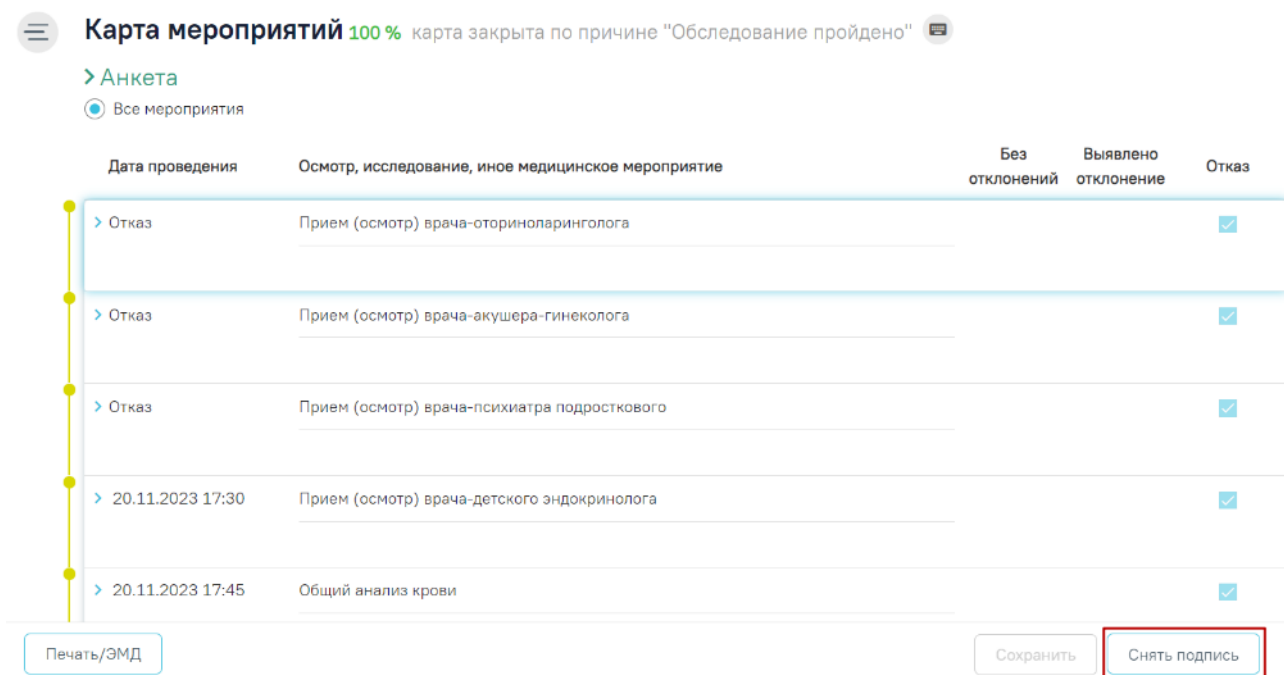 Карта мероприятий 100 % карта закрыта по причине "Обследование пройдено"
Анкета
Все мероприятия
Дата проведения Осмотр, исследование, иное медицинское мероприятие Без отклонений Выявлено отклонение Отказ
Отказ Прием (осмотр) врача-оториноларинголога
Отказ Прием (осмотр) врача-акушера-гинеколога
Отказ Прием (осмотр) врача-психиатра подросткового
20.11.2023 17:30 Прием (осмотр) врача-детского эндокринолога
20.11.2023 17:45 Общий анализ крови
Печать/ЭМД Сохранить Снять подпись